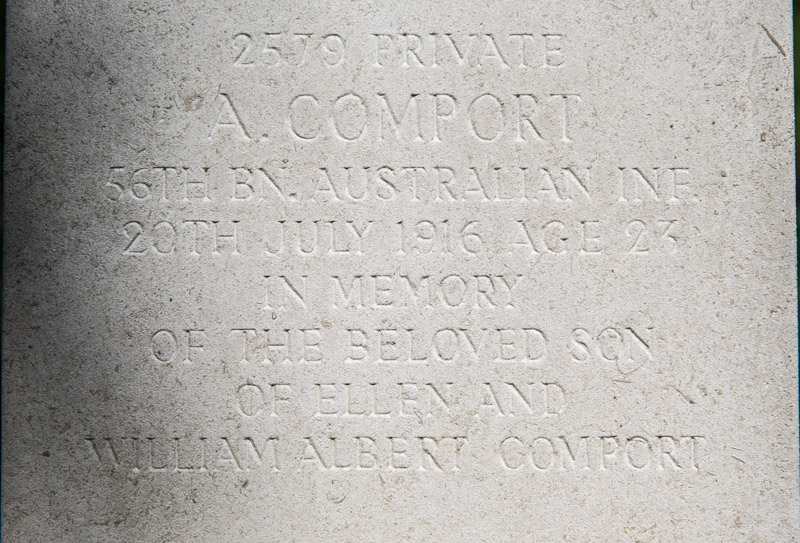 2579 PRIVATE
A. COMPORT
56TH BN. AUSTRALIAN INF.
20TH JULY 1916 AGE 23
IN MEMORY
OF THE BELOVED SON
OF ELLEN AND
WILLIAM ALBERT COMPORT